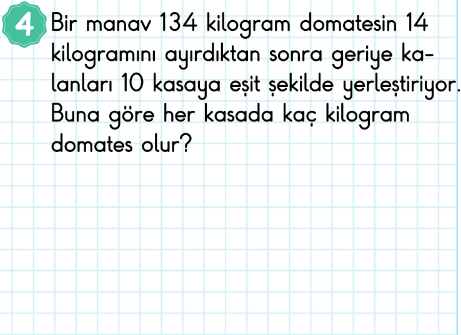 4 Bir manav 134 kilogram domatesin 14
kilogramını ayırdıktan sonra geriye ka-
lanları 10 kasaya eşit şekilde yerleştiriyor.
Buna göre her kasada kaç kilogram
domates olur?